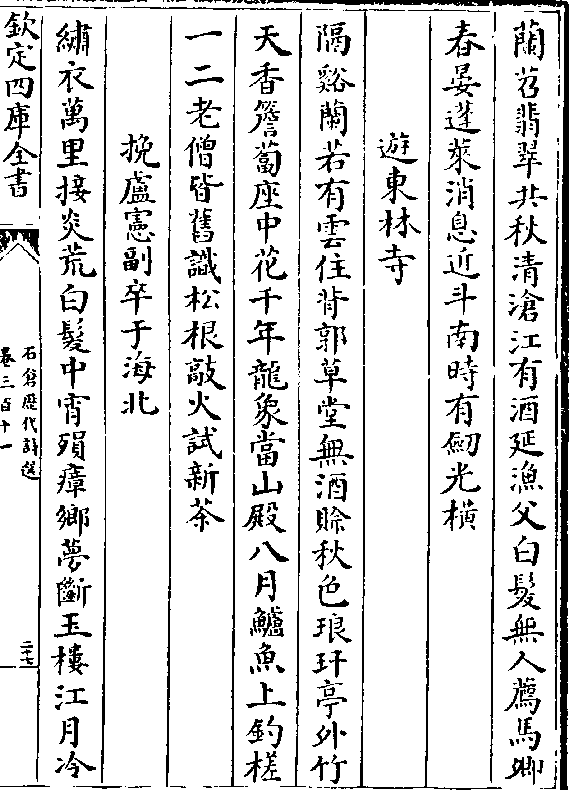 蘭苕翡翠共秋清滄江有酒延漁父白髮無人薦馬卿
春晏蓬萊消息近斗南時有劒光橫
遊東林寺
隔谿蘭若有雲住背郭草堂無酒賖秋色琅玕亭外竹
天香簷蔔座中花千年龍象當山殿八月鱸魚上釣槎
一二老僧皆舊識松根敲火試新茶
挽盧憲副卒于海北
繡衣萬里接炎荒白髮中宵殞瘴鄉夢斷玉樓江月冷
欽定四庫全書
石倉歷代詩選
卷三百十一
二十七